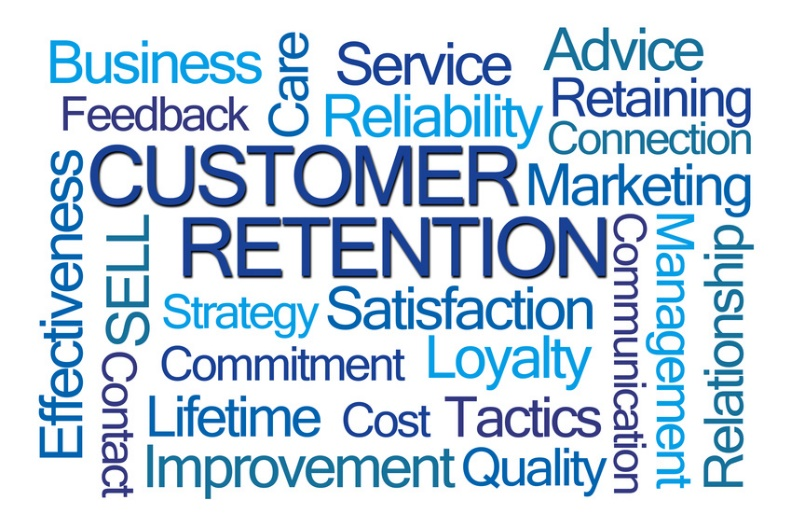 Business
Care
Service
Advice
Feedback
Reliability
Retaining
Connection
CUSTOMER
Marketing
RETENTION
Effectiveness
SELL
Strategy
Satisfaction
Communication
Management
Relationship
Commitment
Loyalty
Contact
Lifetime
Cost
Tactics
Improvement
Quality